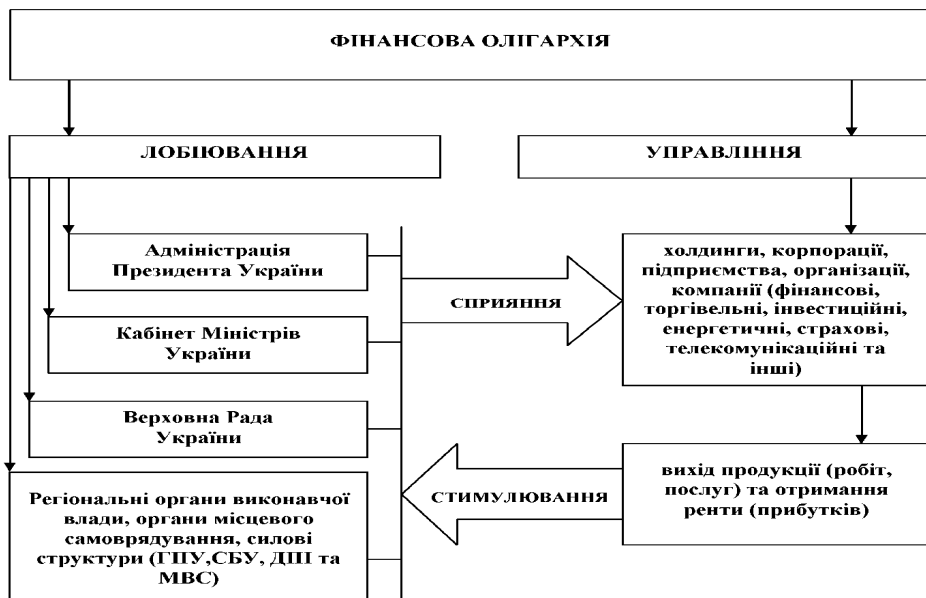 ФІНАНСОВА ОЛІГАРХІЯ
ЛОБІЮВАННЯ
УПРАВЛІННЯ
Адміністрація
Президента України
Кабінет Міністрів
України
Верховна Рада
України
Регіональні органи виконавчої
влади, органи місцевого
самоврядування, силові
структури (ГПУ,СБУ, ДПІ та
МВС)
СПРИЯННЯ
СТИМУЛЮВАННЯ
холдинги, корпорації,
підприємства, організації,
компанії (фінансові,
торгівельні, інвестиційні,
енергетичні, страхові,
телекомунікаційні та
інші)
вихід продукції (робіт,
послуг) та отримання
ренти (прибутків)